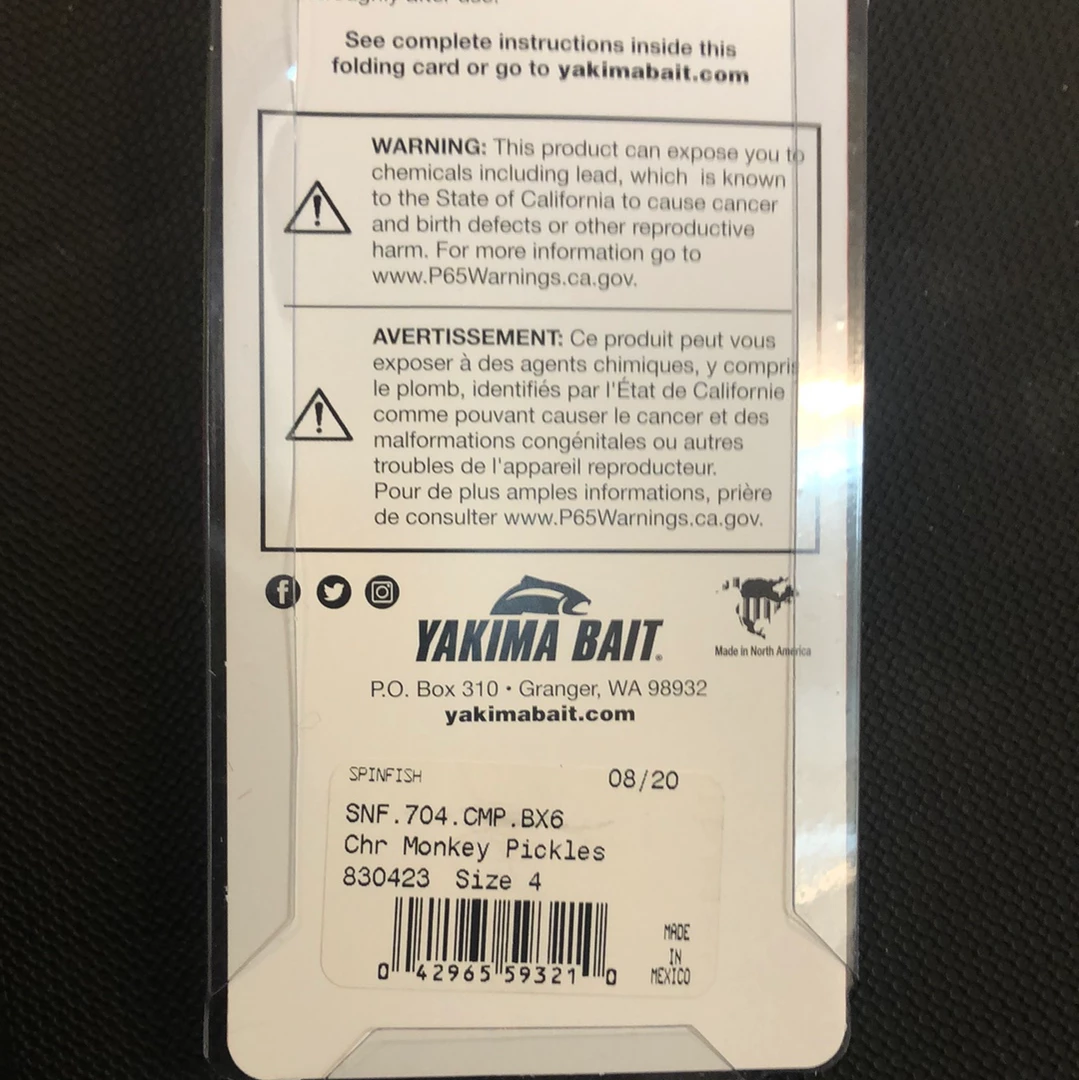 after use.
See complete instructions inside this
folding card or go to yakimabait.com
WARNING: This product can expose you to
chemicals including lead, which is known
to the State of California to cause cancer
and birth defects or other reproductive
harm. For more information go to
www.P65Warnings.ca.gov.
AVERTISSEMENT: Ce produit peut vous
exposer à des agents chimiques, y compris
le plomb, identifiés par l'État de Californie
comme pouvant causer le cancer et des
malformations congénitales ou autres
troubles de l'appareil reproducteur.
Pour de plus amples informations, prière
de consulter www.P65Warnings.ca.gov.
YAKIMA BAIT®
Made in North America
P.O. Box 310 • Granger, WA 98932
yakimabait.com
SPINFISH 08/20
SNF.704.CMP.BX6
Chr Monkey Pickles
830423 Size 4
0 42965 59321 0
MADE
IN
MEXICO